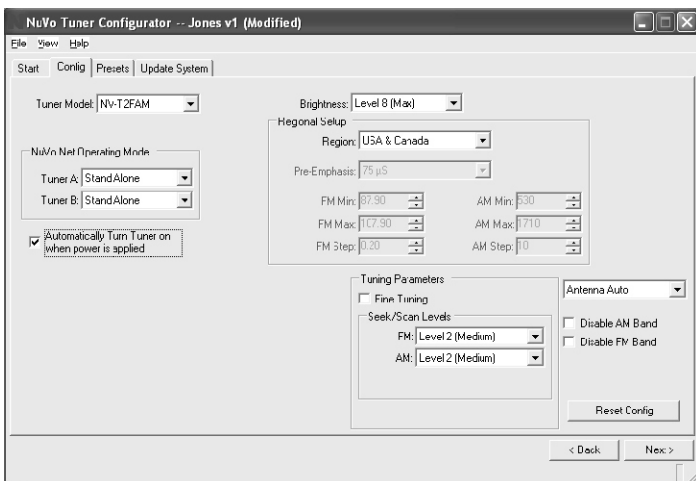 NuVo Tuner Configurator -- Jones v1 (Modified)
File View Help
Start Config Presets Update System
Tuner Model: NV-T2FAM
Brightness: Level 8 (Max)
NuVo Net Operating Mode
Tuner A: StandAlone
Tuner B: StandAlone
Automatically Turn Tuner on
when power is applied
Regional Setup
Region: USA & Canada
Pre-Emphasis: 75 µS
FM Min: 87.90 AM Min: 530
FM Max: 107.90 AM Max: 1710
FM Step: 0.20 AM Step: 10
Tuning Parameters
Fine Tuning
Seek/Scan Levels
FM: Level 2 (Medium)
AM: Level 2 (Medium)
Antenna Auto
Disable AM Band
Disable FM Band
Reset Config
< Back Next >